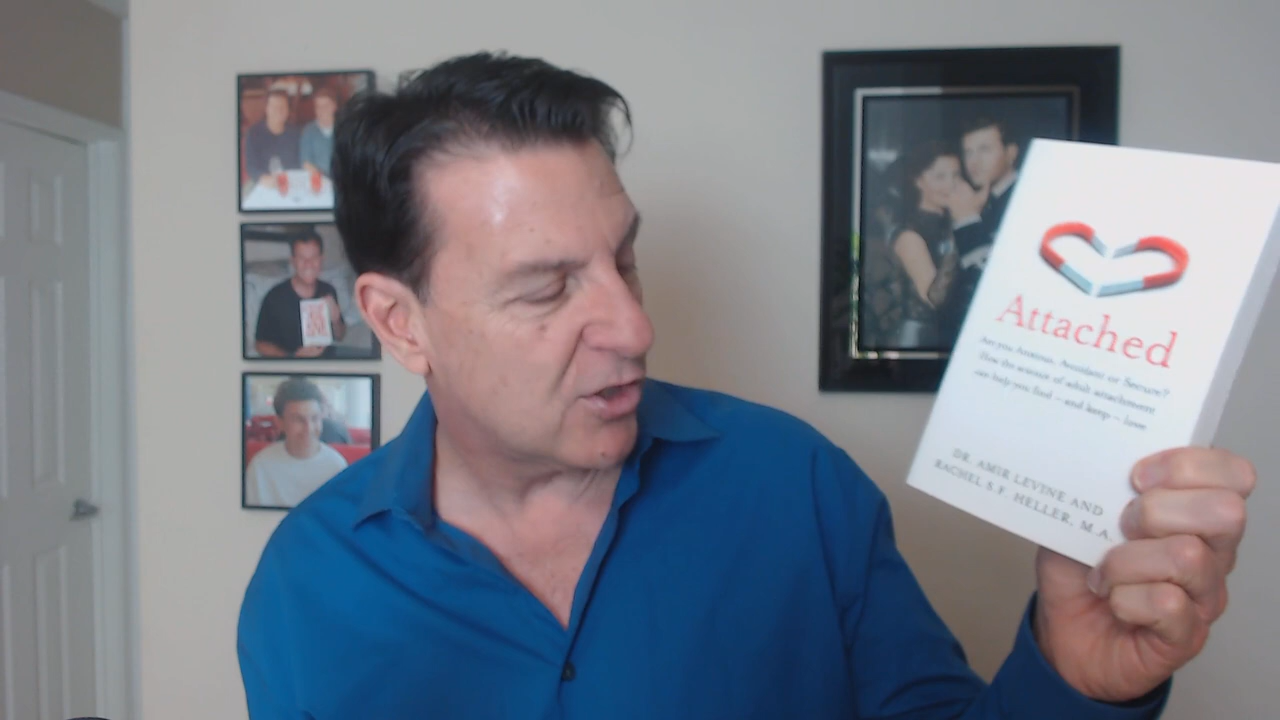 Attached
Are you Anxious, Avoidant or Secure?
How the science of adult attachment
can help you find – and keep – love
DR. AMIR LEVINE AND
RACHEL S.F. HELLER, M.A.